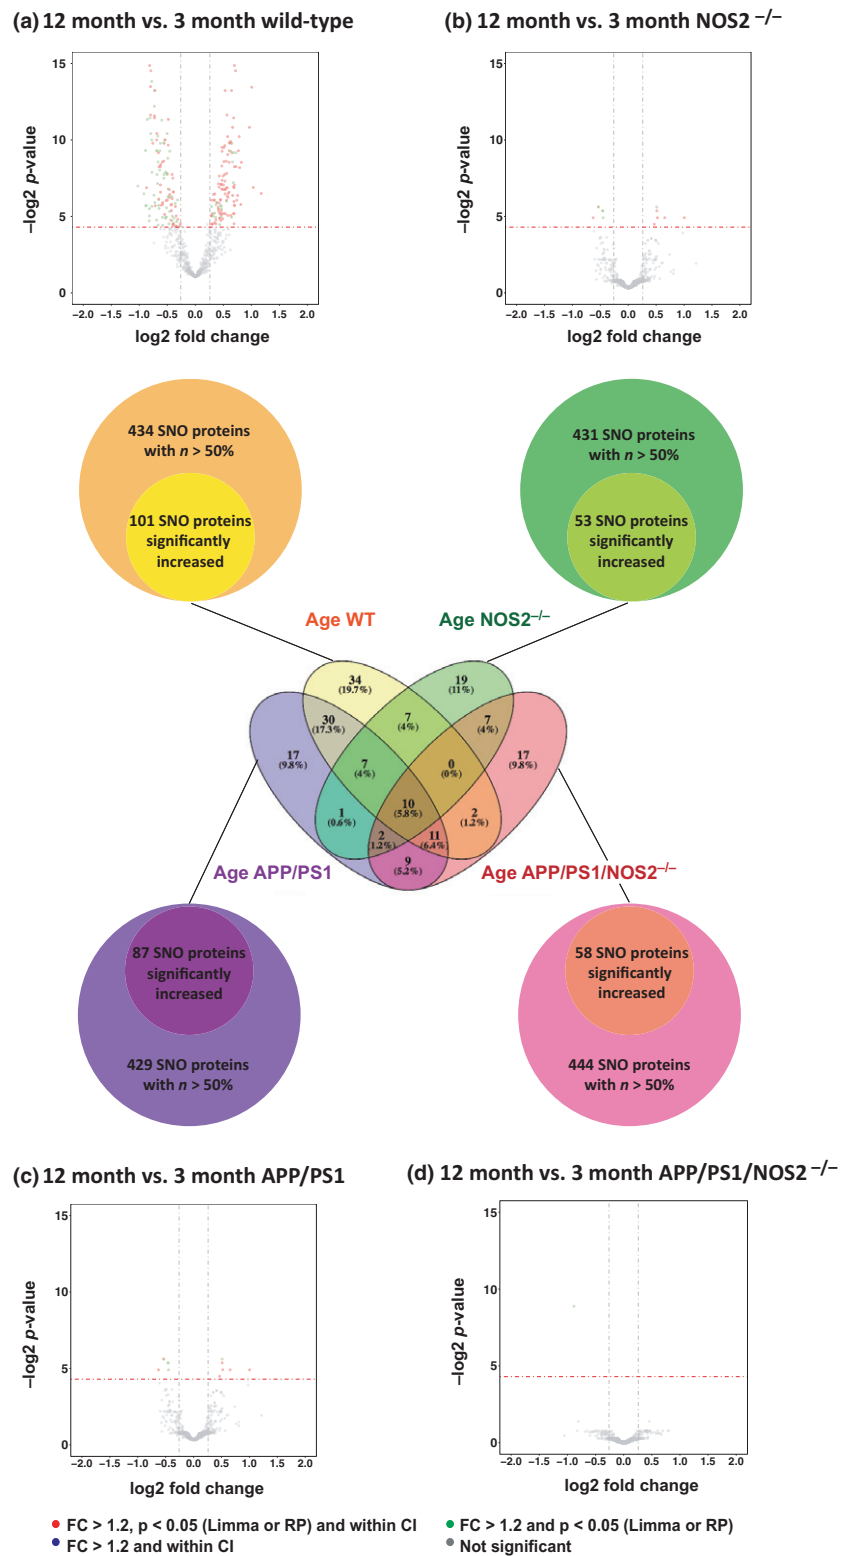 (a) 12 month vs. 3 month wild-type
(b) 12 month vs. 3 month NOS2 –/–
15
10
5
0
–log2 p-value
−2.0 −1.5 −1.0 −0.5 0.0 0.5 1.0 1.5 2.0
log2 fold change
15
10
5
0
–log2 p-value
−2.0 −1.5 −1.0 −0.5 0.0 0.5 1.0 1.5 2.0
log2 fold change
434 SNO proteins
with n > 50%
101 SNO proteins
significantly
increased
431 SNO proteins
with n > 50%
53 SNO proteins
significantly
increased
Age WT
Age NOS2–/–
34
(19.7%)
19
(11%)
30
(17.3%)
7
(4%)
7
(4%)
17
(9.8%)
7
(4%)
0
(0%)
17
(9.8%)
1
(0.6%)
10
(5.8%)
2
(1.2%)
2
(1.2%)
11
(6.4%)
9
(5.2%)
Age APP/PS1
Age APP/PS1/NOS2–/–
87 SNO proteins
significantly
increased
429 SNO proteins
with n > 50%
58 SNO proteins
significantly
increased
444 SNO proteins
with n > 50%
(c) 12 month vs. 3 month APP/PS1
(d) 12 month vs. 3 month APP/PS1/NOS2 –/–
15
10
5
0
–log2 p-value
−2.0 −1.5 −1.0 −0.5 0.0 0.5 1.0 1.5 2.0
log2 fold change
15
10
5
0
–log2 p-value
−2.0 −1.5 −1.0 −0.5 0.0 0.5 1.0 1.5 2.0
log2 fold change
FC > 1.2, p < 0.05 (Limma or RP) and within CI
FC > 1.2 and p < 0.05 (Limma or RP)
FC > 1.2 and within CI
Not significant